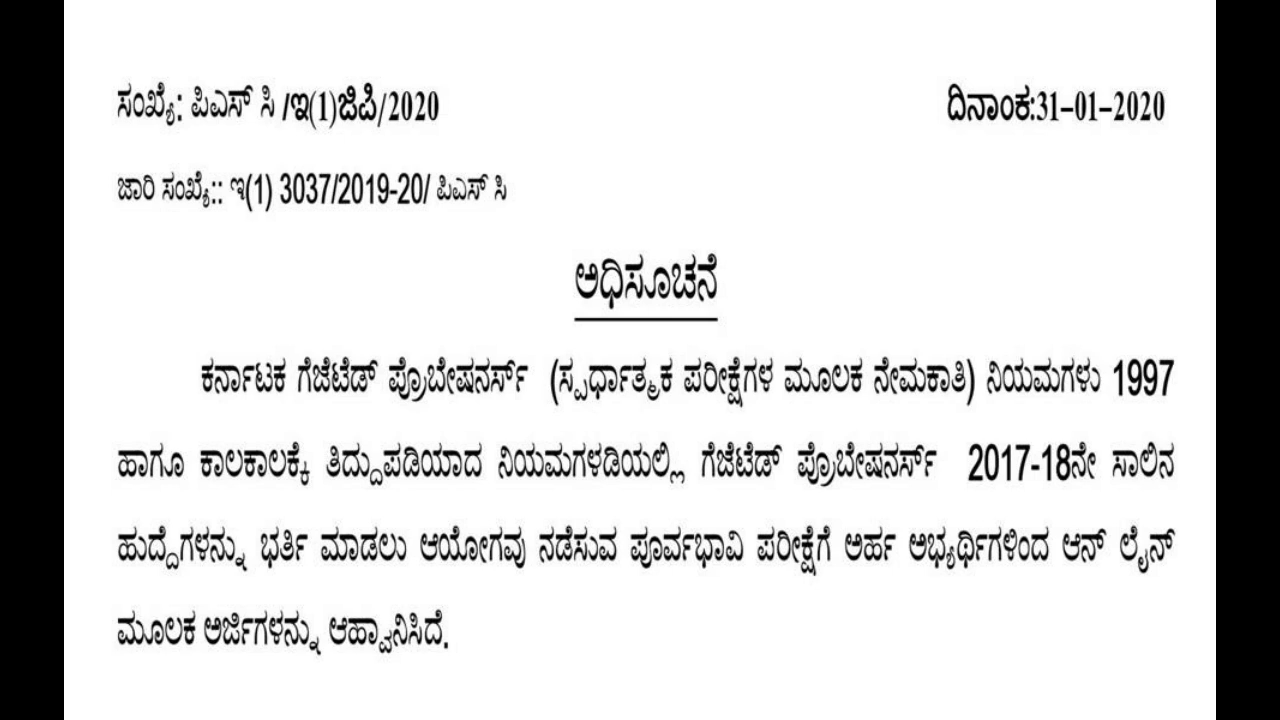 ಸಂಖ್ಯೆ: ಪಿಎಸ್ ಸಿ /ಇ(1)ಜಿಪಿ/2020 ದಿನಾಂಕ:31-01-2020
ಜಾರಿ ಸಂಖ್ಯೆ:: ಇ(1) 3037/2019-20/ ಪಿಎಸ್ ಸಿ
ಅಧಿಸೂಚನೆ
ಕರ್ನಾಟಕ ಗೆಜೆಟೆಡ್ ಪ್ರೊಬೇಷನರ್ಸ್ (ಸ್ಪರ್ಧಾತ್ಮಕ ಪರೀಕ್ಷೆಗಳ ಮೂಲಕ ನೇಮಕಾತಿ) ನಿಯಮಗಳು 1997
ಹಾಗೂ ಕಾಲಕಾಲಕ್ಕೆ ತಿದ್ದುಪಡಿಯಾದ ನಿಯಮಗಳಡಿಯಲ್ಲಿ ಗೆಜೆಟೆಡ್ ಪ್ರೊಬೇಷನರ್ಸ್ 2017-18ನೇ ಸಾಲಿನ
ಹುದ್ದೆಗಳನ್ನು ಭರ್ತಿ ಮಾಡಲು ಆಯೋಗವು ನಡೆಸುವ ಪೂರ್ವಭಾವಿ ಪರೀಕ್ಷೆಗೆ ಅರ್ಹ ಅಭ್ಯರ್ಥಿಗಳಿಂದ ಆನ್ ಲೈನ್
ಮೂಲಕ ಅರ್ಜಿಗಳನ್ನು ಆಹ್ವಾನಿಸಿದೆ.